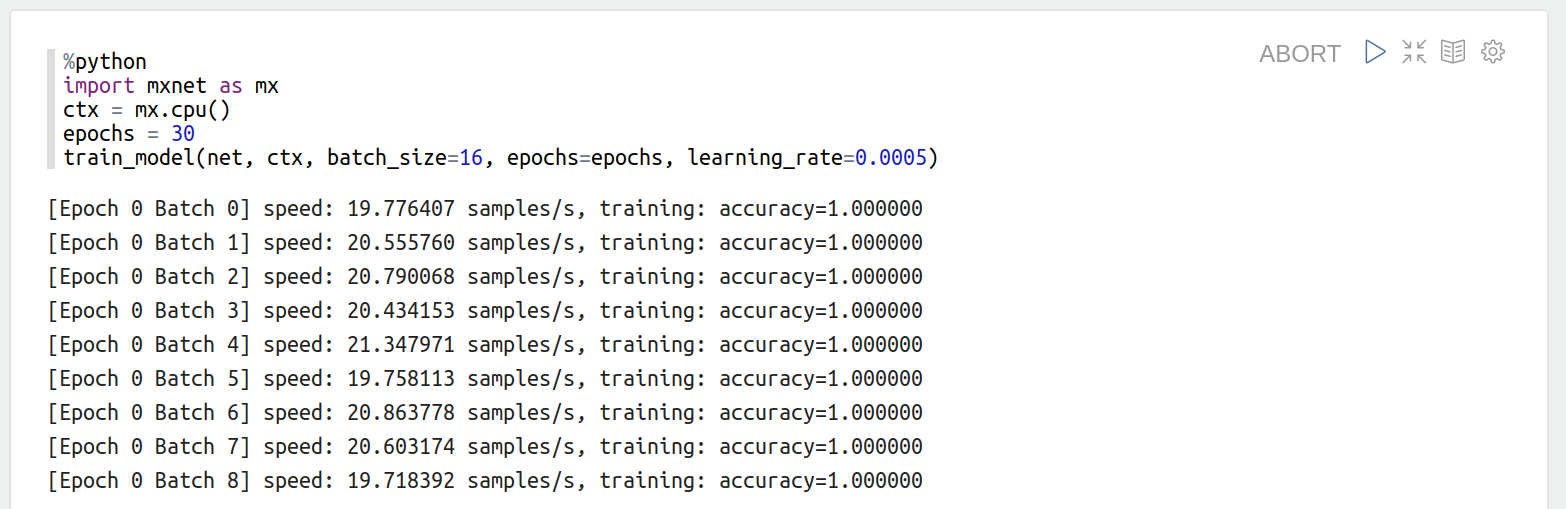 %python
import mxnet as mx
ctx = mx.cpu()
epochs = 30
train_model(net, ctx, batch_size=16, epochs=epochs, learning_rate=0.0005)
ABORT
[Epoch 0 Batch 0] speed: 19.776407 samples/s, training: accuracy=1.000000
[Epoch 0 Batch 1] speed: 20.555760 samples/s, training: accuracy=1.000000
[Epoch 0 Batch 2] speed: 20.790068 samples/s, training: accuracy=1.000000
[Epoch 0 Batch 3] speed: 20.434153 samples/s, training: accuracy=1.000000
[Epoch 0 Batch 4] speed: 21.347971 samples/s, training: accuracy=1.000000
[Epoch 0 Batch 5] speed: 19.758113 samples/s, training: accuracy=1.000000
[Epoch 0 Batch 6] speed: 20.863778 samples/s, training: accuracy=1.000000
[Epoch 0 Batch 7] speed: 20.603174 samples/s, training: accuracy=1.000000
[Epoch 0 Batch 8] speed: 19.718392 samples/s, training: accuracy=1.000000